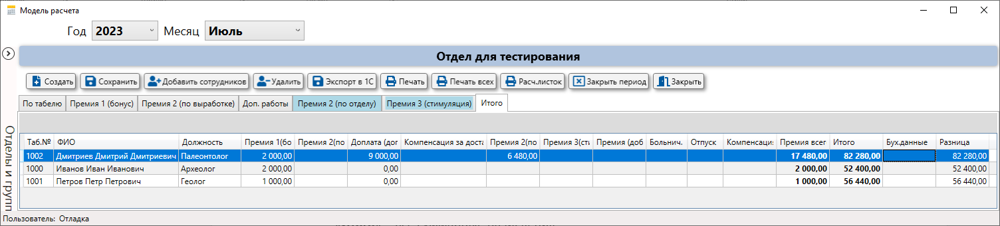 Модель расчета
Год 2023 Месяц Июль
Отдел для тестирования
Создать Сохранить Добавить сотрудников Удалить Экспорт в 1С Печать Печать всех Расч.листок Закрыть период Закрыть
По табелю Премия 1 (бонус) Премия 2 (по выработке) Доп. работы Премия 2 (по отделу) Премия 3 (стимуляция) Итого
Отделы и групп
Таб.№ ФИО Должность Премия 1(бо Премия 2(по Доплата (дог Компенсация за доста Премия 2(по Премия 3(сти Премия (доб Больнич. Отпуск Компенсация Премия всег Итого Бух.данные Разница
1002 Дмитриев Дмитрий Дмитриевич Палеонтолог 2 000,00 9 000,00 6 480,00 17 480,00 82 280,00 82 280,00
1000 Иванов Иван Иванович Археолог 2 000,00 0,00 2 000,00 52 400,00 52 400,00
1001 Петров Петр Петрович Геолог 1 000,00 0,00 1 000,00 56 440,00 56 440,00
Пользователь: Отладка